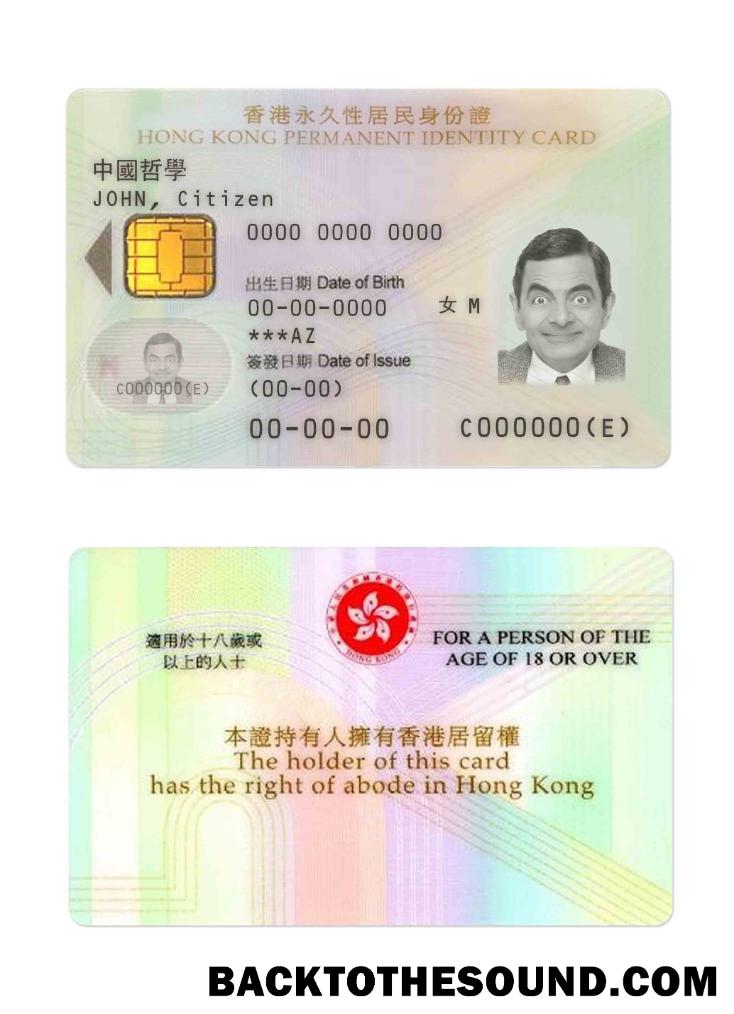 香港永久性居民身份證
HONG KONG PERMANENT IDENTITY CARD
中國哲學
JOHN, Citizen
0000 0000 0000
出生日期 Date of Birth
00-00-0000 女 M
***AZ
簽發日期 Date of Issue
C000000(E)
(00-00)
00-00-00 C000000(E)
HONG KONG
適用於十八歲或
以上的人士
FOR A PERSON OF THE
AGE OF 18 OR OVER
本證持有人擁有香港居留權
The holder of this card
has the right of abode in Hong Kong
BACKTOTHESOUND.COM